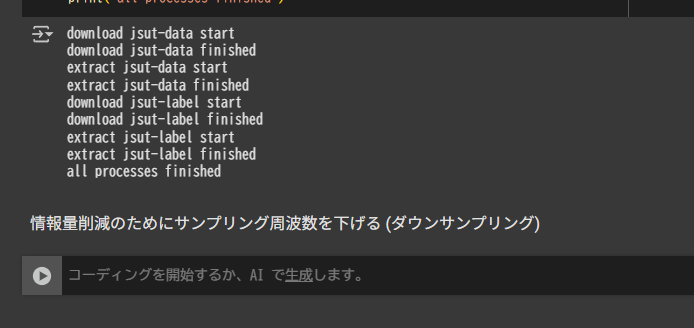 print("all processes finished")
download jsut-data start
download jsut-data finished
extract jsut-data start
extract jsut-data finished
download jsut-label start
download jsut-label finished
extract jsut-label start
extract jsut-label finished
all processes finished
情報量削減のためにサンプリング周波数を下げる (ダウンサンプリング)
コーディングを開始するか、AI で生成します。